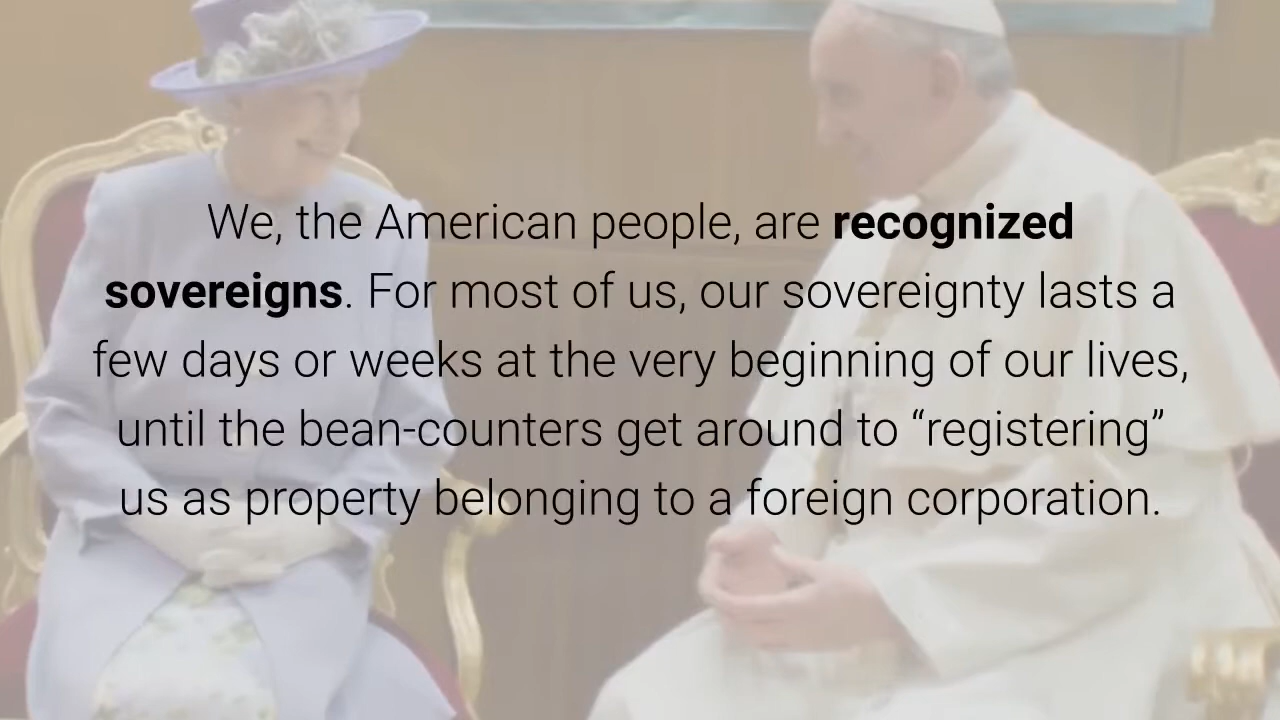 We, the American people, are recognized
sovereigns. For most of us, our sovereignty lasts a
few days or weeks at the very beginning of our lives,
until the bean-counters get around to “registering”
us as property belonging to a foreign corporation.